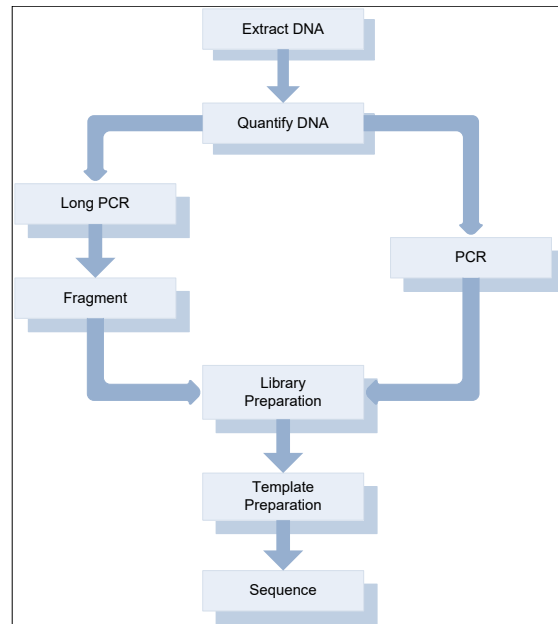 Extract DNA
Quantify DNA
Long PCR
PCR
Fragment
Library
Preparation
Template
Preparation
Sequence